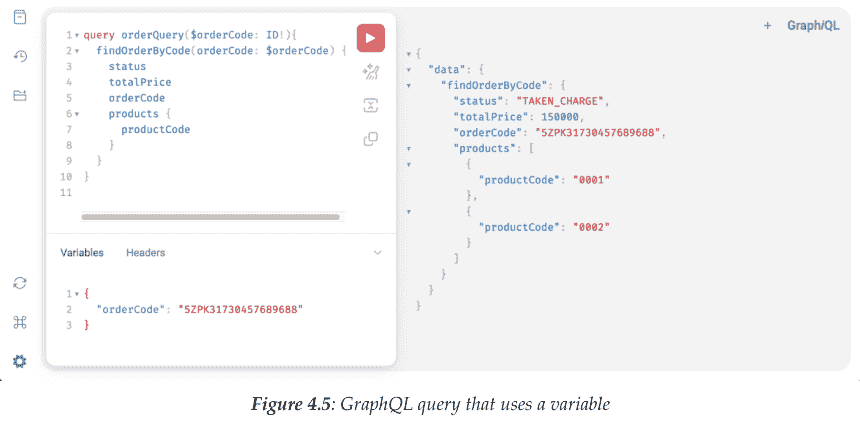 1 query orderQuery($orderCode: ID!){
2 findOrderByCode(orderCode: $orderCode) {
3 status
4 totalPrice
5 orderCode
6 products {
7 productCode
8 }
9 }
10 }
11
Variables Headers
1 {
2 "orderCode": "5ZPK31730457689688"
3 }
+ GraphiQL
{
"data": {
"findOrderByCode": {
"status": "TAKEN_CHARGE",
"totalPrice": 150000,
"orderCode": "5ZPK31730457689688",
"products": [
{
"productCode": "0001"
},
{
"productCode": "0002"
}
]
}
}
}
Figure 4.5: GraphQL query that uses a variable